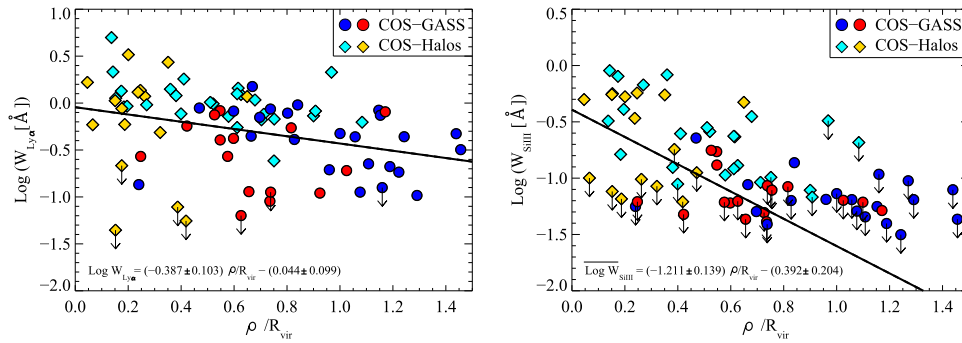 COS−GASS
COS−Halos
Log (W_Lyα[Å])
1.0
0.5
0.0
−0.5
−1.0
−1.5
−2.0
Log W_Lyα = (−0.387±0.103) ρ/R_vir − (0.044±0.099)
0.0 0.2 0.4 0.6 0.8 1.0 1.2 1.4
ρ /R_vir
COS−GASS
COS−Halos
Log (W_SiIII[Å])
0.5
0.0
−0.5
−1.0
−1.5
−2.0
Log W_SiIII = (−1.211±0.139) ρ/R_vir − (0.392±0.204)
0.0 0.2 0.4 0.6 0.8 1.0 1.2 1.4
ρ /R_vir